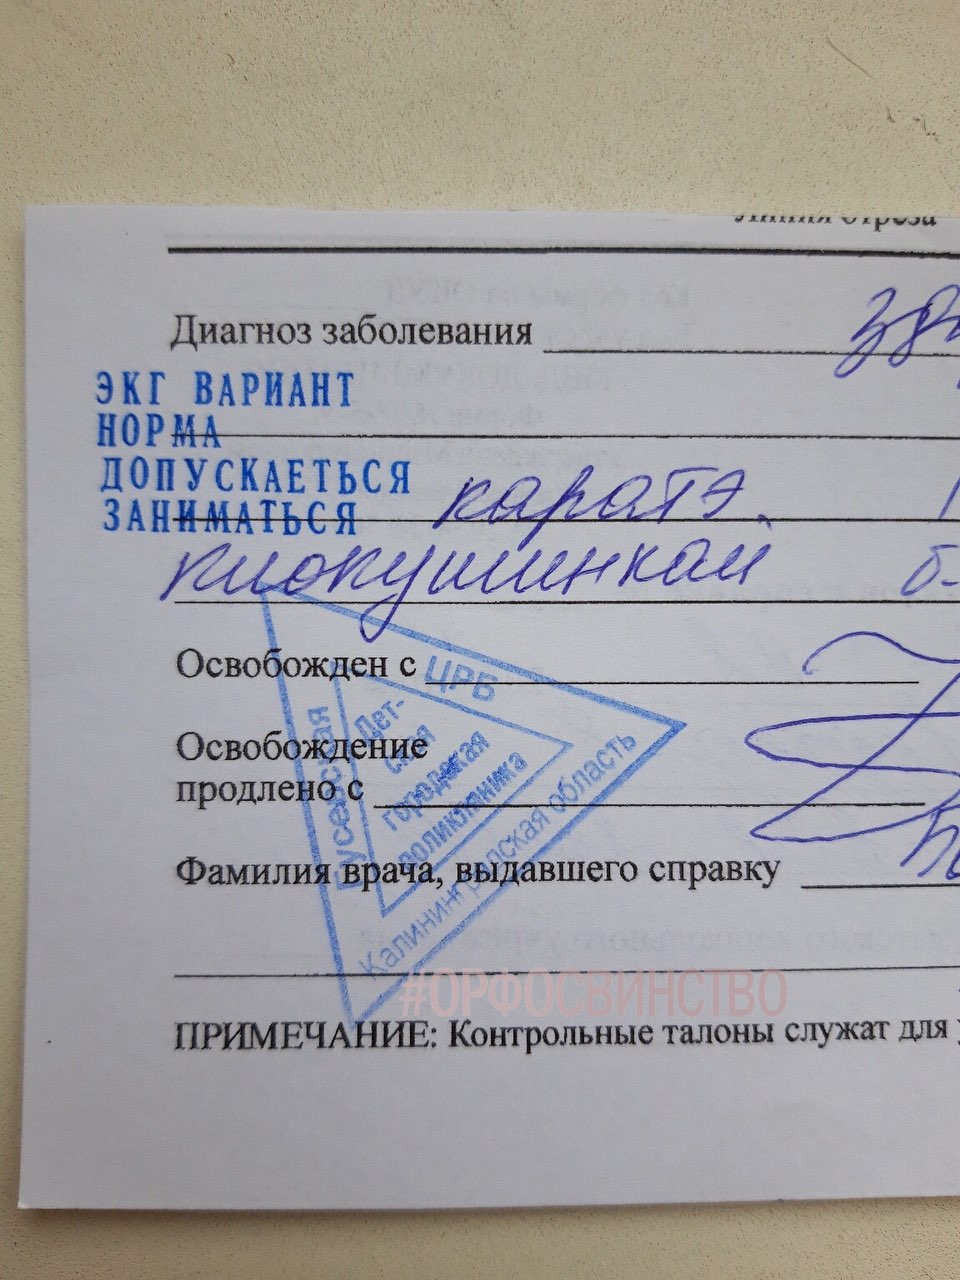 Линия отреза
Диагноз заболевания
ЭКГ ВАРИАНТ
НОРМА
ДОПУСКАЕТЬСЯ
ЗАНИМАТЬСЯ каратэ
киокушинкай
Освобожден с
Освобождение
продлено с
Фамилия врача, выдавшего справку
Гусевская ЦРБ
Калининградская область
Дет-
ская
городская
поликлиника
#ОРФОСВИНСТВО
ПРИМЕЧАНИЕ: Контрольные талоны служат для